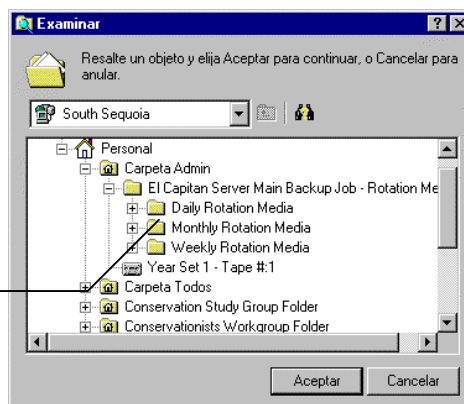 Examinar
Resalte un objeto y elija Aceptar para continuar, o Cancelar para
anular.
South Sequoia
Personal
Carpeta Admin
El Capitan Server Main Backup Job - Rotation Me
Daily Rotation Media
Monthly Rotation Media
Weekly Rotation Media
Year Set 1 - Tape #:1
Carpeta Todos
Conservation Study Group Folder
Conservationists Workgroup Folder
Aceptar Cancelar